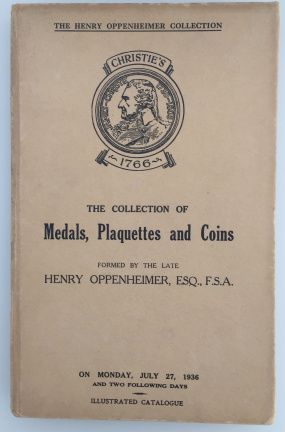 THE HENRY OPPENHEIMER COLLECTION
CHRISTIE'S
1766
THE COLLECTION OF
Medals, Plaquettes and Coins
FORMED BY THE LATE
HENRY OPPENHEIMER, ESQ., F.S.A.
ON MONDAY, JULY 27, 1936
AND TWO FOLLOWING DAYS
ILLUSTRATED CATALOGUE